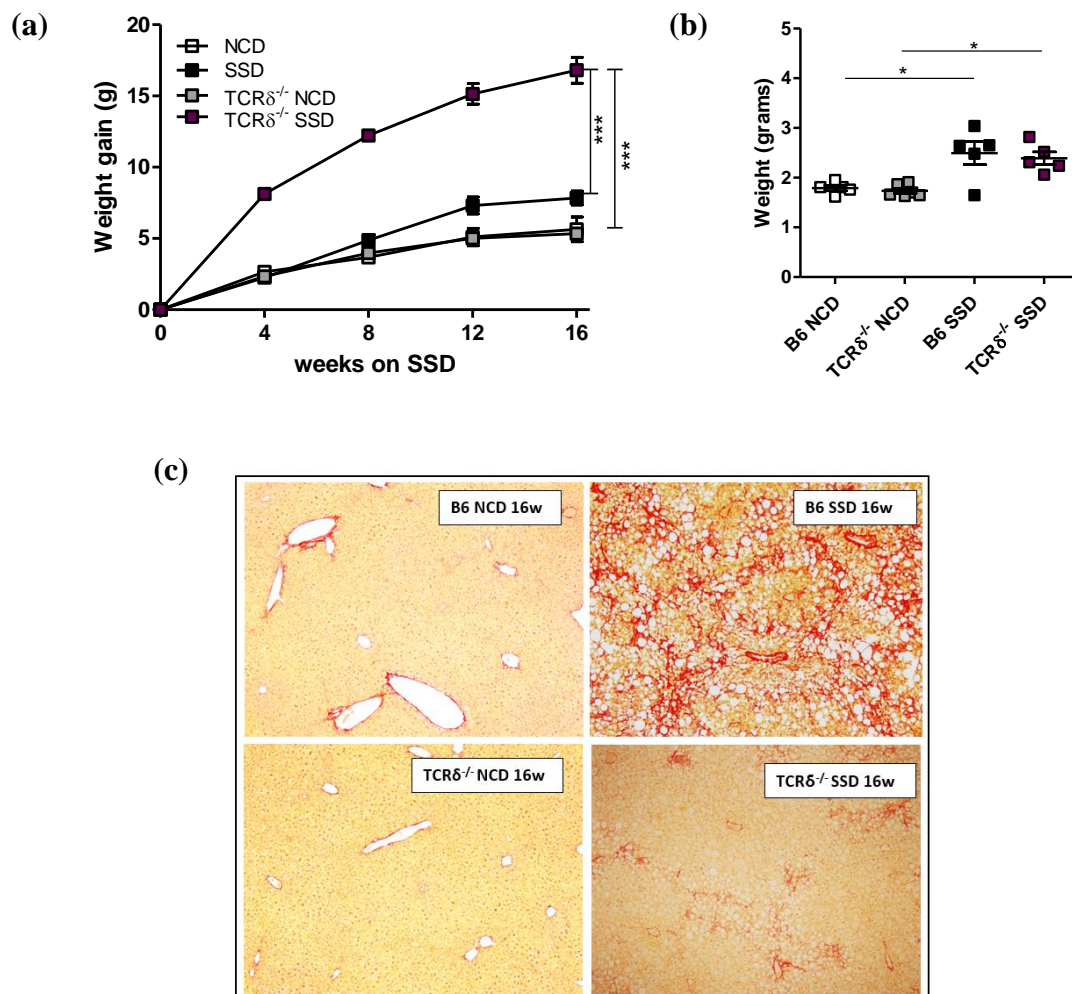 (a)
20
15
10
5
0
Weight gain (g)
NCD
SSD
TCRδ-/- NCD
TCRδ-/- SSD
***
***
0 4 8 12 16
weeks on SSD
(b)
5
4
3
2
1
0
Weight (grams)
*
*
B6 NCD
TCRδ-/- NCD
B6 SSD
TCRδ-/- SSD
(c)
B6 NCD 16w
B6 SSD 16w
TCRδ-/- NCD 16w
TCRδ-/- SSD 16w